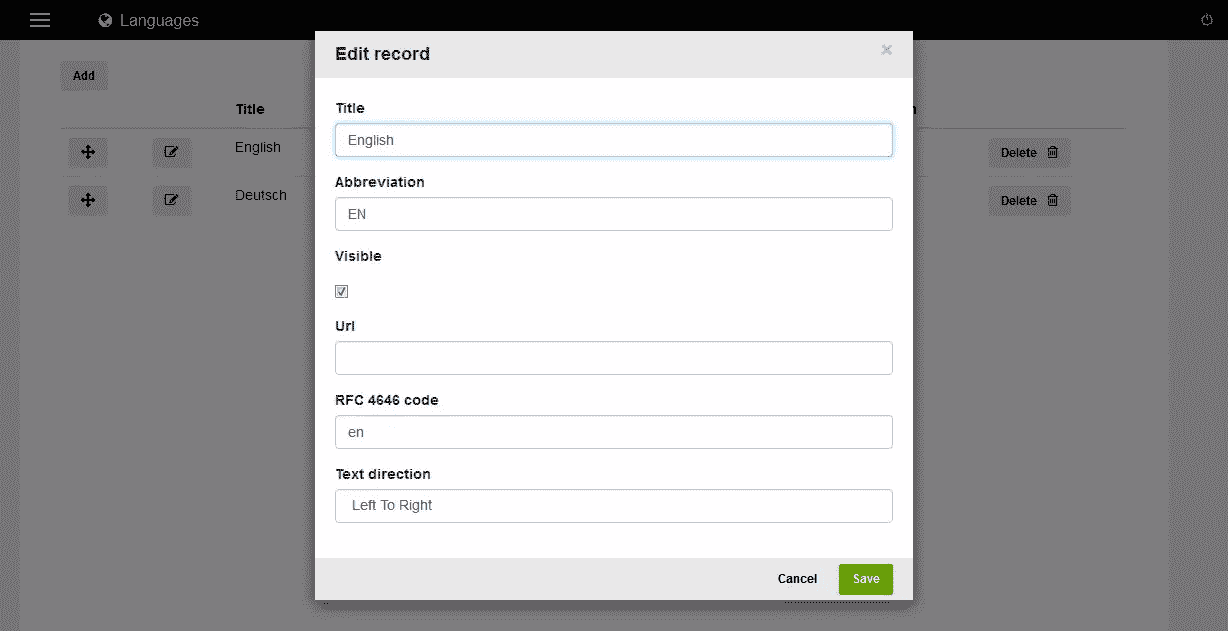 Languages
Edit record
×
Add
Title
English
Delete
Deutsch
Delete
Title
English
Abbreviation
EN
Visible
Url
RFC 4646 code
en
Text direction
Left To Right
Cancel
Save